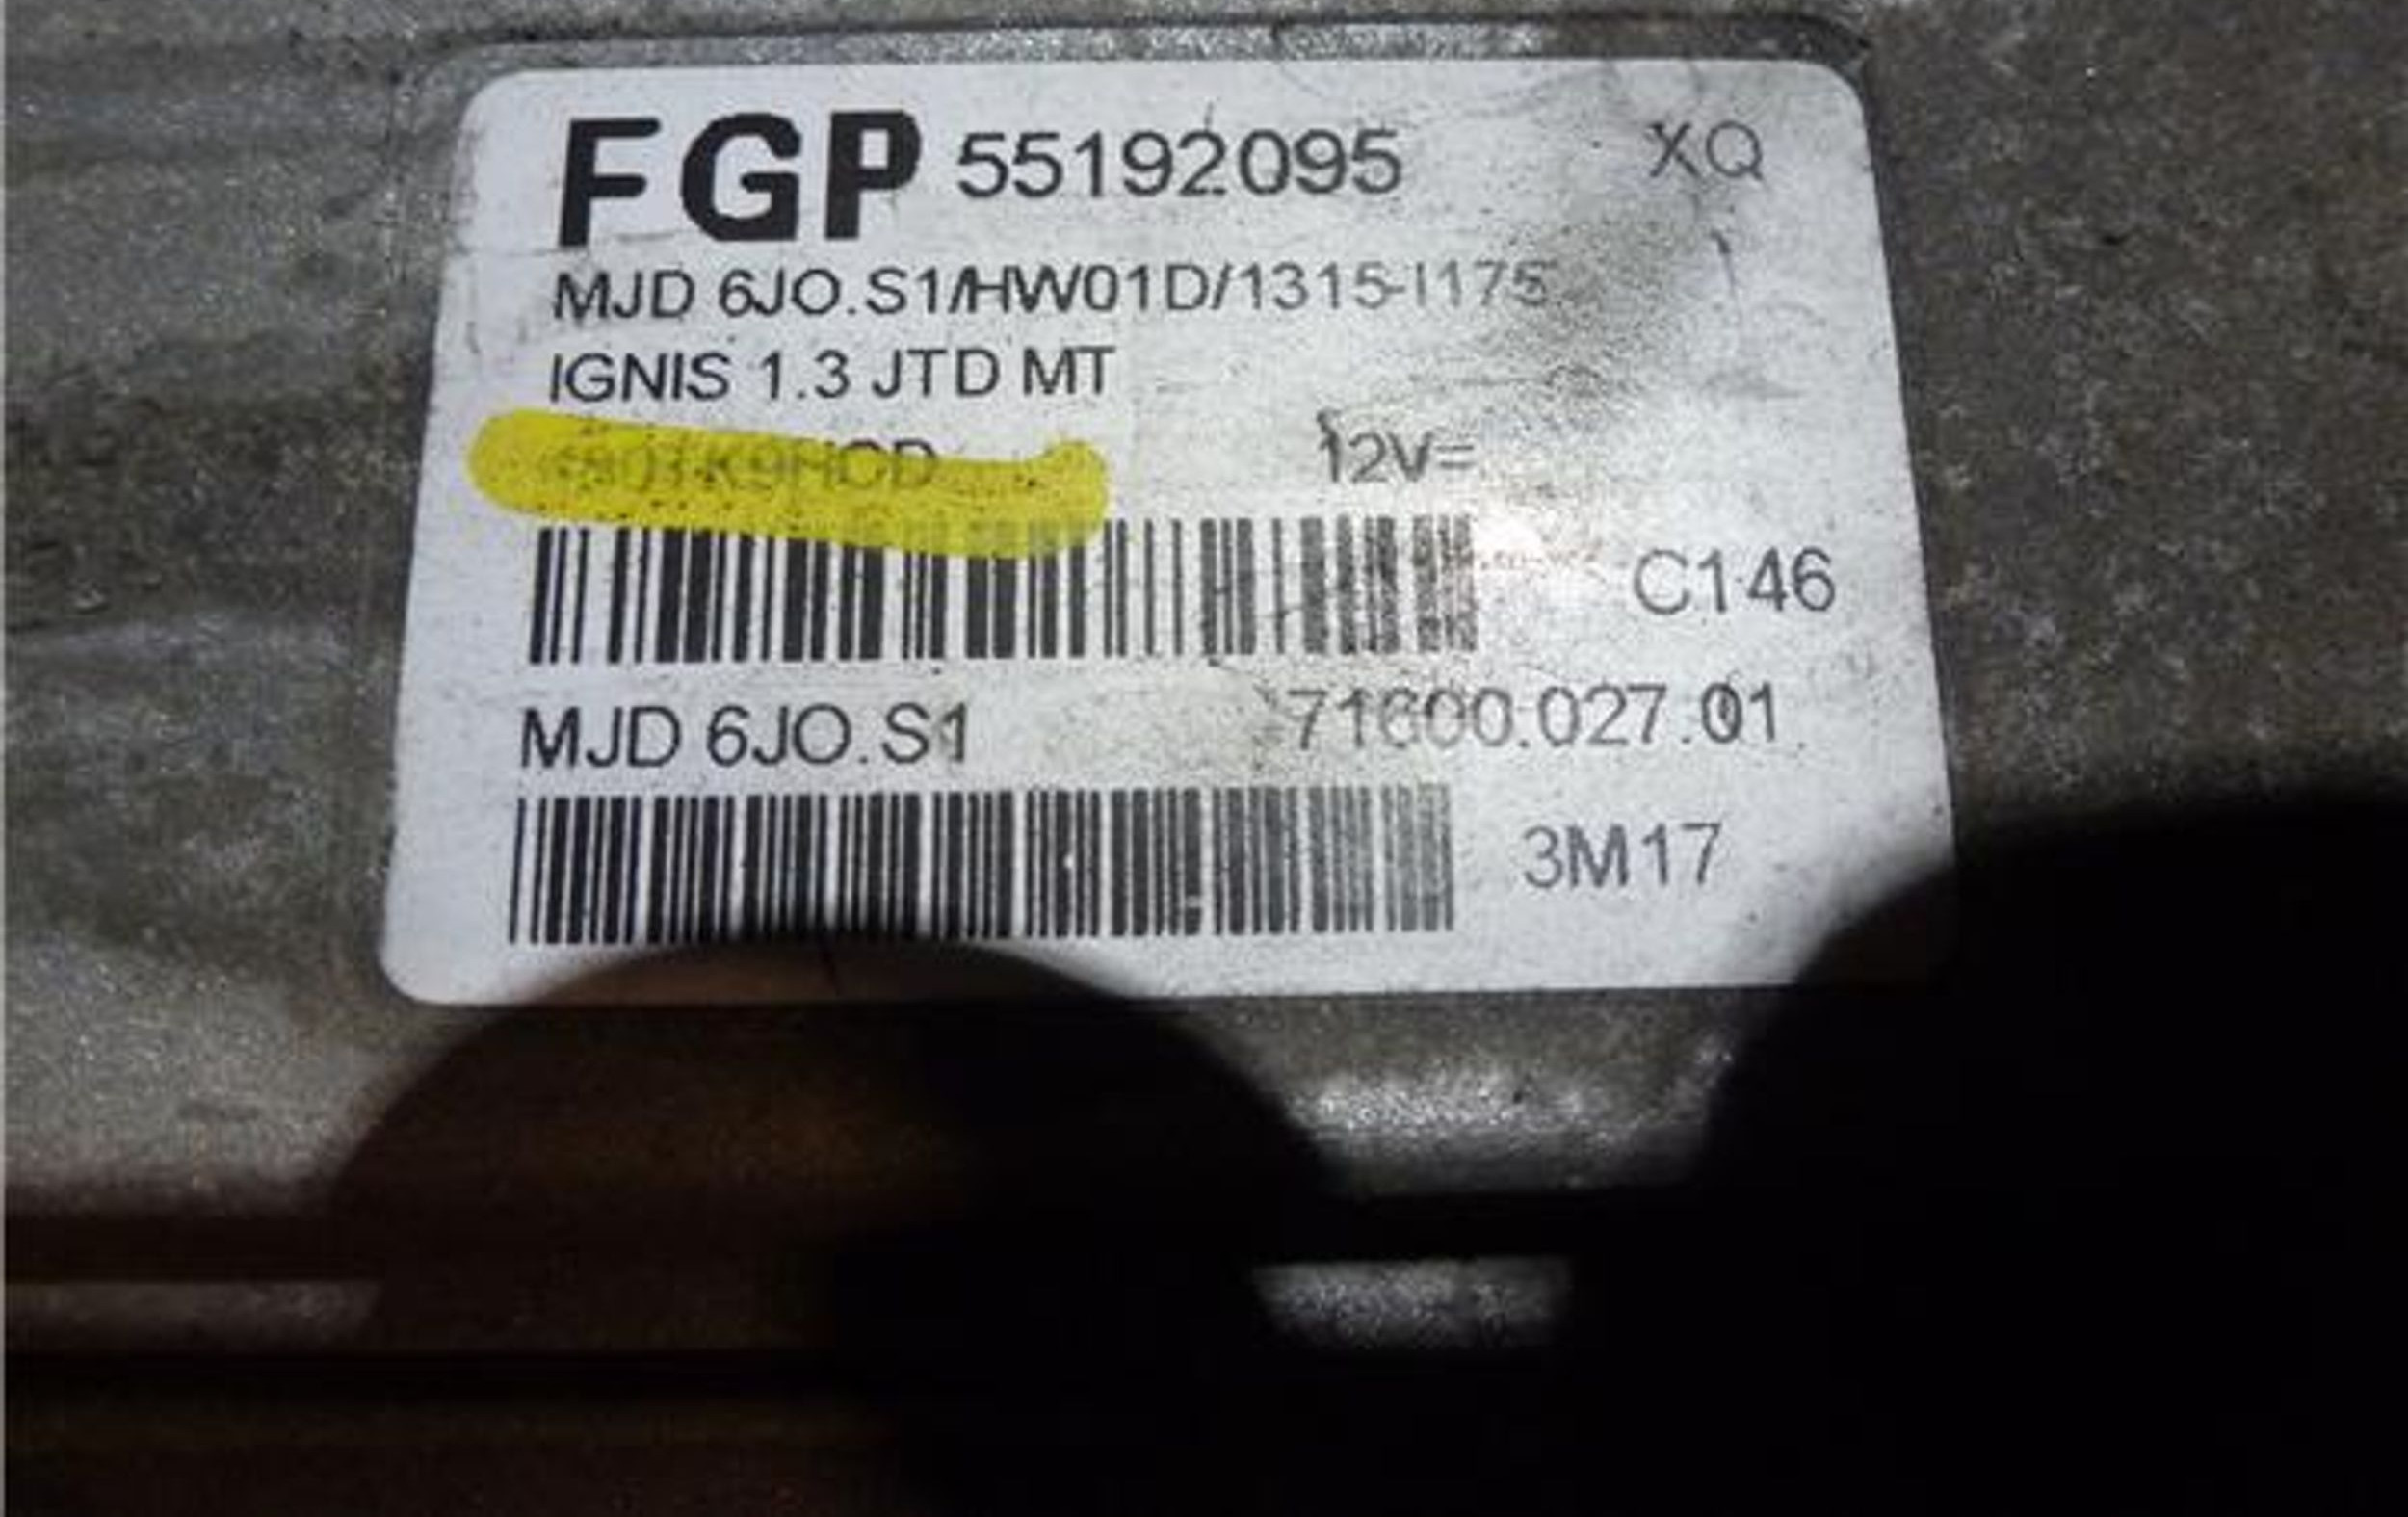 FGP 55192095 XQ
MJD 6JO.S1/HW01D/1315-I175
IGNIS 1.3 JTD MT
12V=
C146
MJD 6JO.S1 71600.027.01
3M17